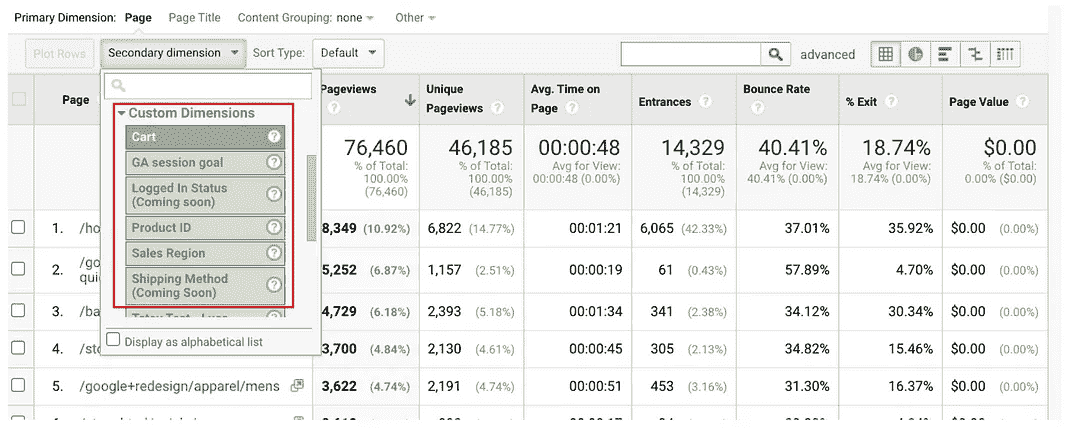 Primary Dimension: Page Page Title Content Grouping: none Other
Plot Rows Secondary dimension Sort Type: Default advanced
Page Pageviews Unique Pageviews Avg. Time on Page Entrances Bounce Rate % Exit Page Value
Custom Dimensions
Cart
GA session goal
Logged In Status
(Coming soon)
Product ID
Sales Region
Shipping Method
(Coming Soon)
Display as alphabetical list
76,460 46,185 00:00:48 14,329 40.41% 18.74% $0.00
% of Total: % of Total: Avg for View: % of Total: Avg for View: Avg for View: % of Total:
100.00% 100.00% 00:00:48 (0.00%) 100.00% 40.41% (0.00%) 18.74% (0.00%) 0.00% ($0.00)
(76,460) (46,185) (14,329)
1. /ho 8,349 (10.92%) 6,822 (14.77%) 00:01:21 6,065 (42.33%) 37.01% 35.92% $0.00 (0.00%)
2. /go qui 5,252 (6.87%) 1,157 (2.51%) 00:00:19 61 (0.43%) 57.89% 4.70% $0.00 (0.00%)
3. /ba 4,729 (6.18%) 2,393 (5.18%) 00:01:34 341 (2.38%) 34.12% 30.34% $0.00 (0.00%)
4. /sto 3,700 (4.84%) 2,130 (4.61%) 00:00:45 305 (2.13%) 34.82% 15.46% $0.00 (0.00%)
5. /google+redesign/apparel/mens 3,622 (4.74%) 2,191 (4.74%) 00:00:51 453 (3.16%) 31.30% 16.37% $0.00 (0.00%)